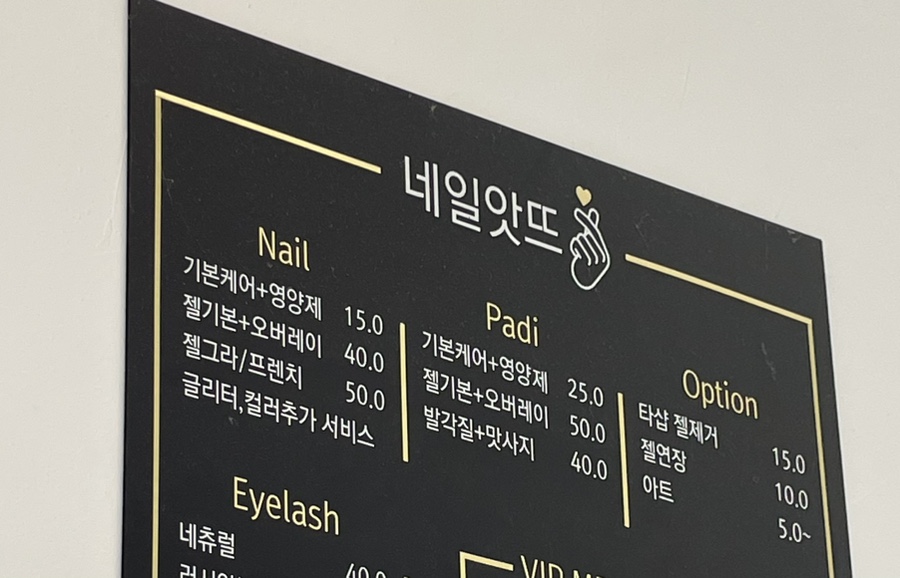 네일앗뜨
Nail
기본케어+영양제 15.0
젤기본+오버레이 40.0
젤그라/프렌치 50.0
글리터,컬러추가 서비스
Padi
기본케어+영양제 25.0
젤기본+오버레이 50.0
발각질+맛사지 40.0
Option
타샵 젤제거 15.0
젤연장 10.0
아트 5.0~
Eyelash
네츄럴 40.0
VIP